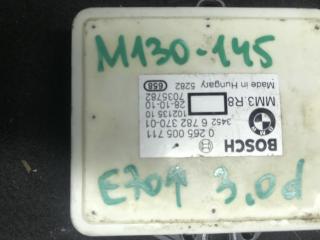 M130-145
BOSCH
0 265 005 711
3452 6 782 370-01
102135 10
MM3.R8 28-10-10
7035782
Made in Hungary 5282 658
E70↑ 3.0d